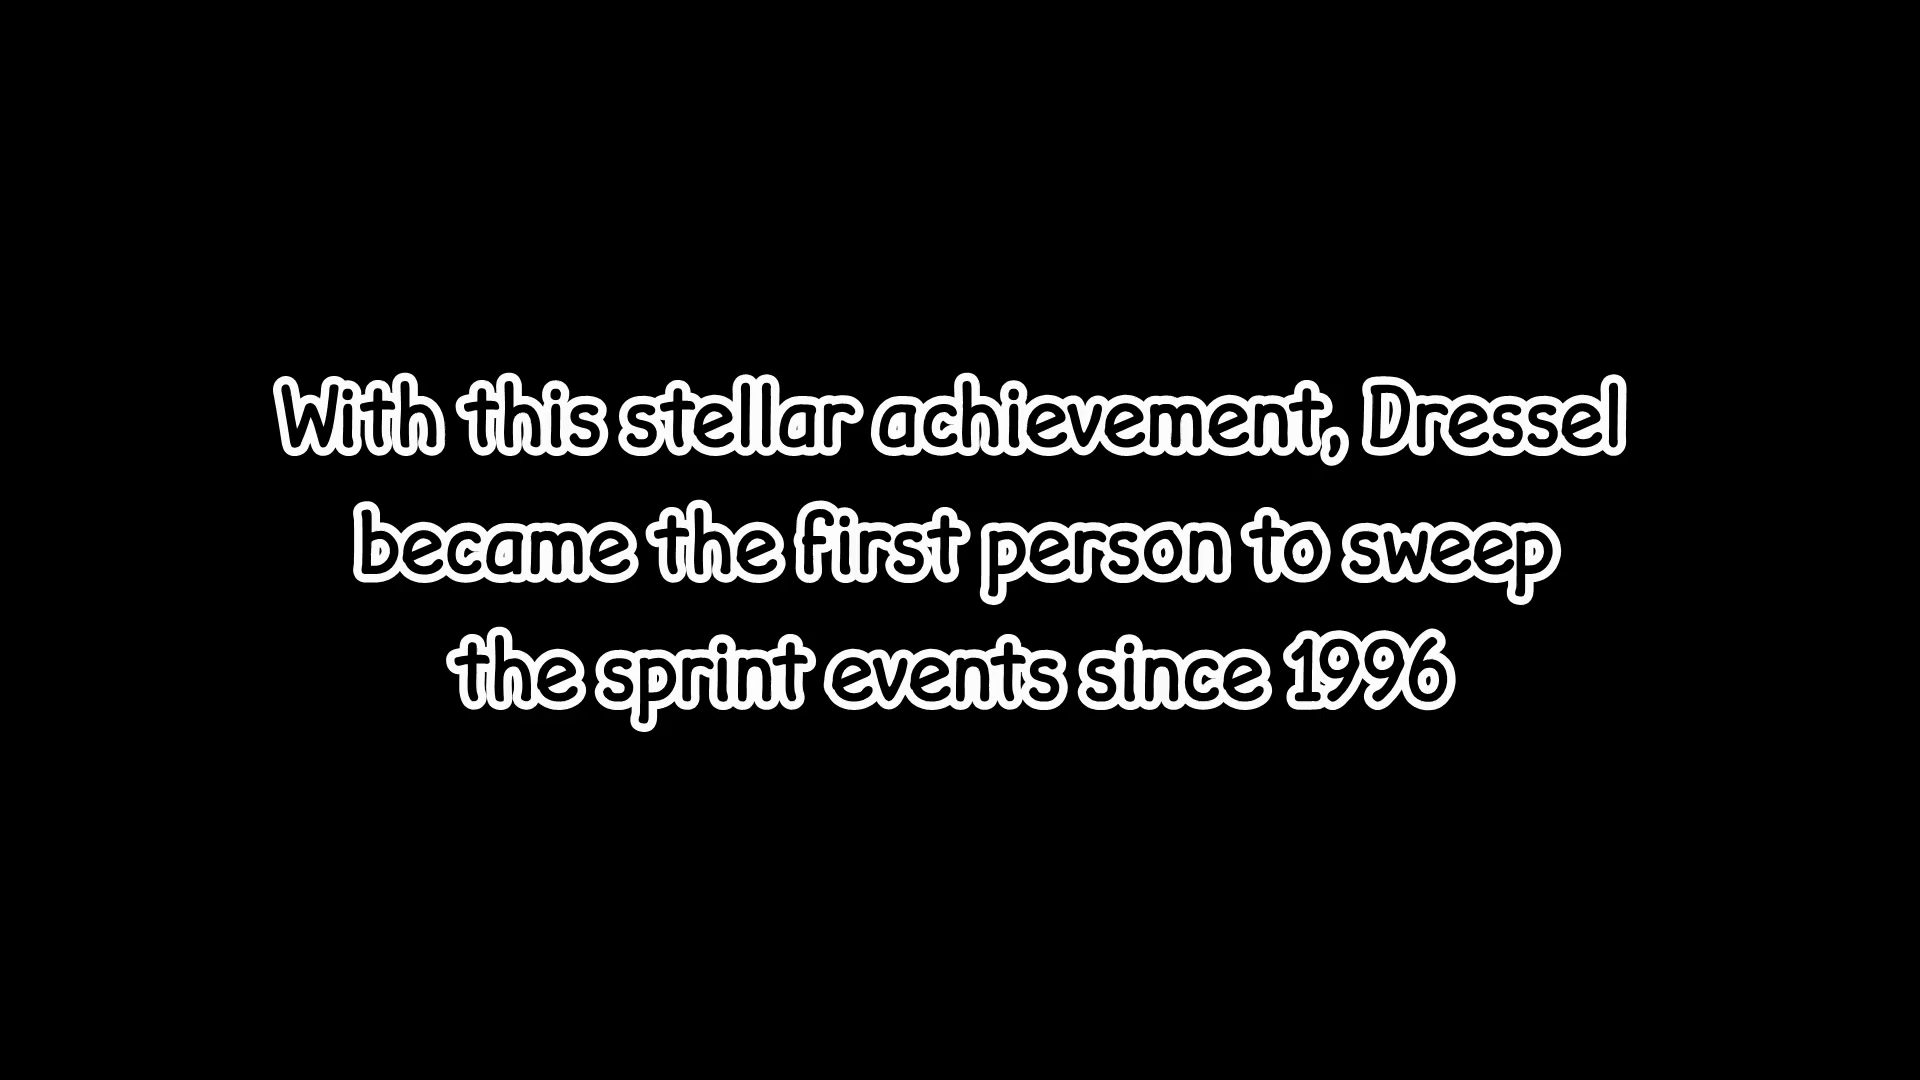 With this stellar achievement, Dressel
became the first person to sweep
the sprint events since 1996